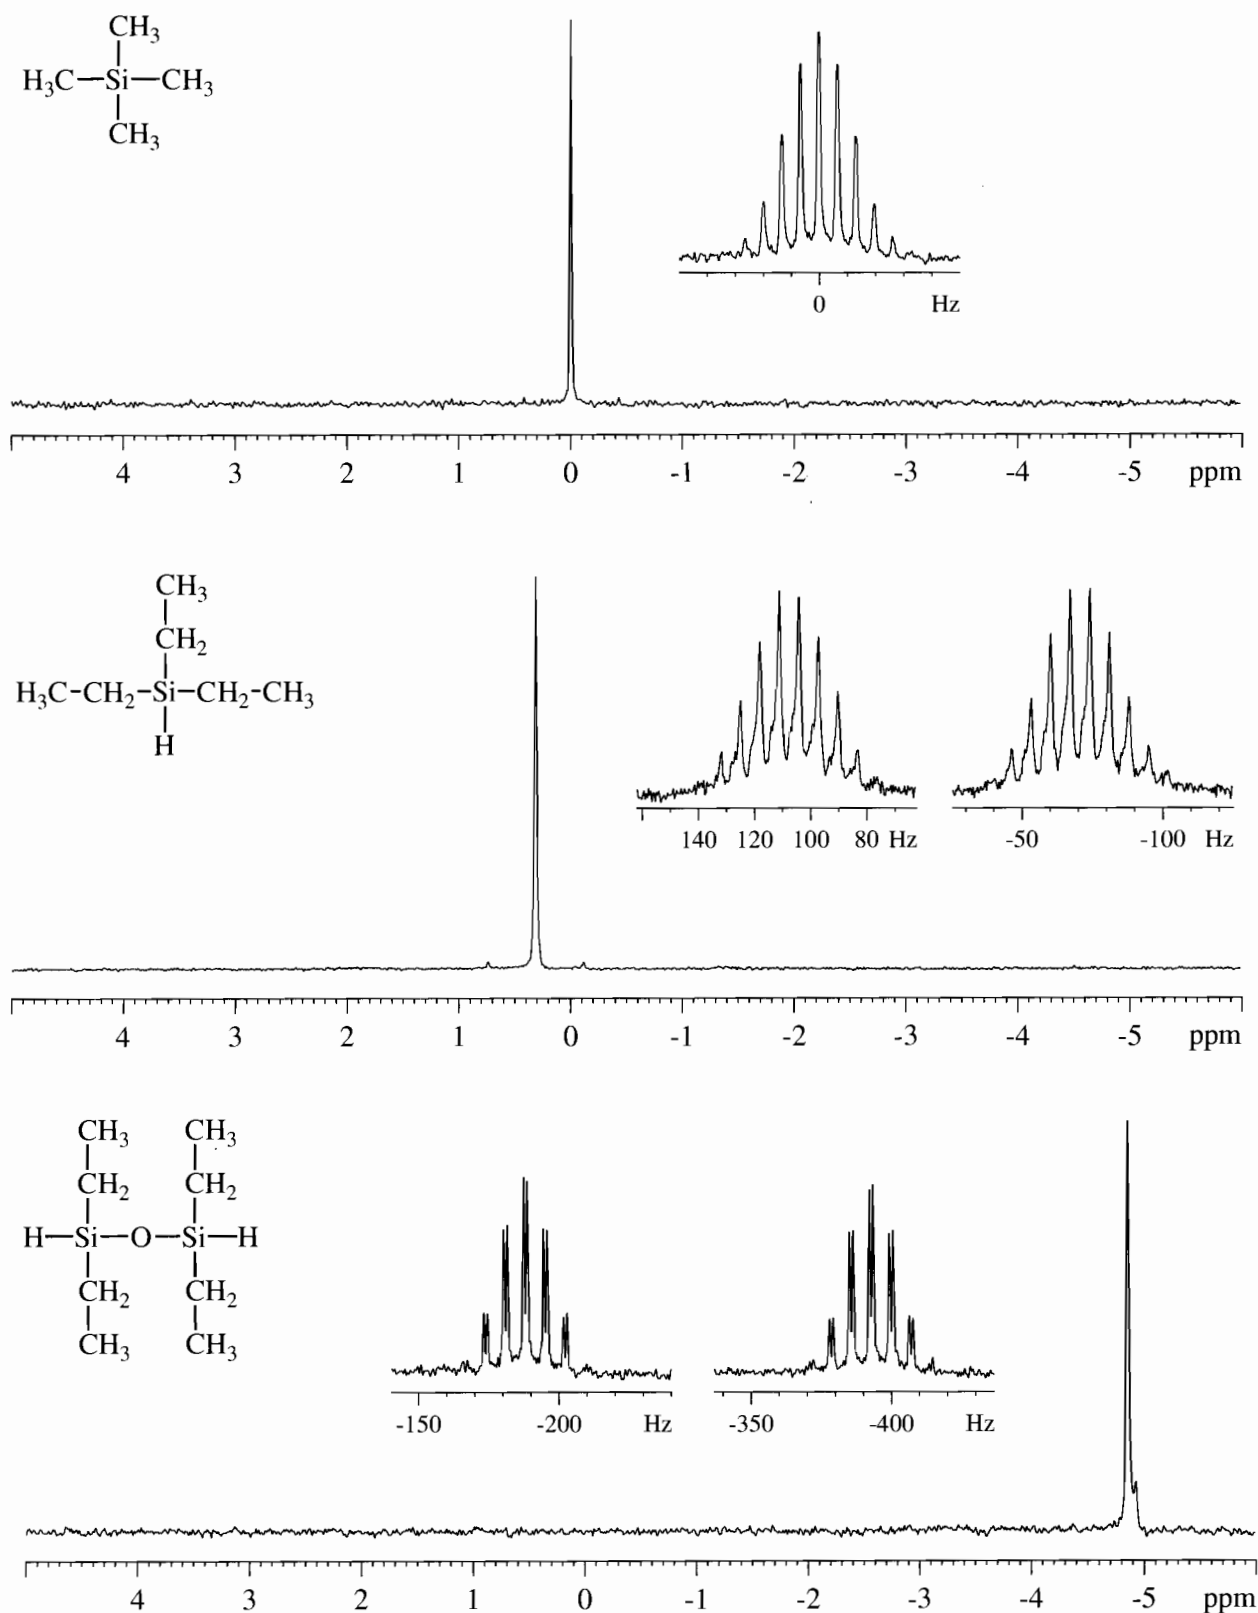 CH3
H3C-Si-CH3
CH3
0 Hz
4 3 2 1 0 -1 -2 -3 -4 -5 ppm
CH3
CH2
H3C-CH2-Si-CH2-CH3
H
140 120 100 80 Hz
-50 -100 Hz
4 3 2 1 0 -1 -2 -3 -4 -5 ppm
CH3 CH3
CH2 CH2
H-Si-O-Si-H
CH2 CH2
CH3 CH3
-150 -200 Hz
-350 -400 Hz
4 3 2 1 0 -1 -2 -3 -4 -5 ppm